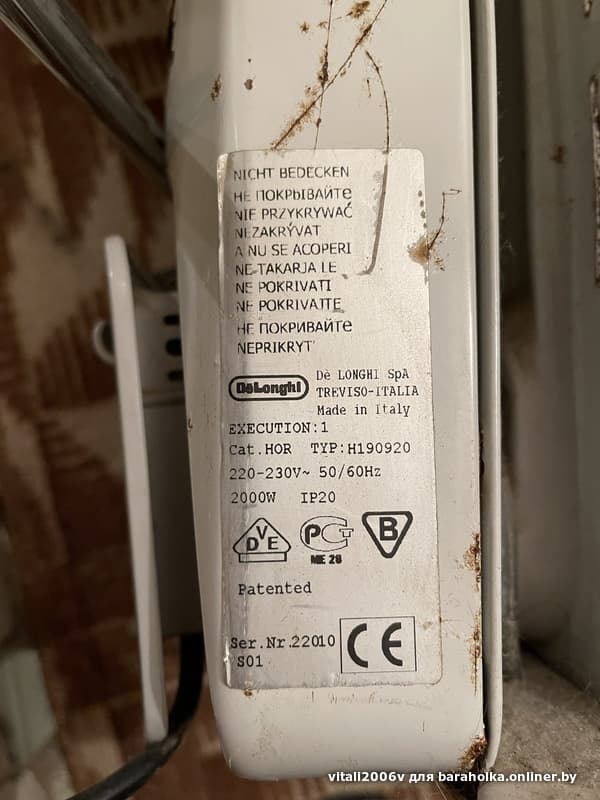 NICHT BEDECKEN
НЕ ПОКРЫВАЙТе
NIE PRZYKRYWAĆ
NEZAKRÝVAT
A NU SE ACOPERI
NE TAKARJA LE
NE POKRIVATI
NE POKRIVAJTE
НЕ ПОКРИВАЙТе
NEPRIKRYT'
DeLonghi
Dè LONGHI SpA
TREVISO-ITALIA
Made in Italy
EXECUTION:1
Cat.HOR TYP:H190920
220-230V~ 50/60Hz
2000W IP20
DVE
PCT
ME 28
B
Patented
Ser.Nr.22010
S01
CE
vitali2006v для baraholka.onliner.by